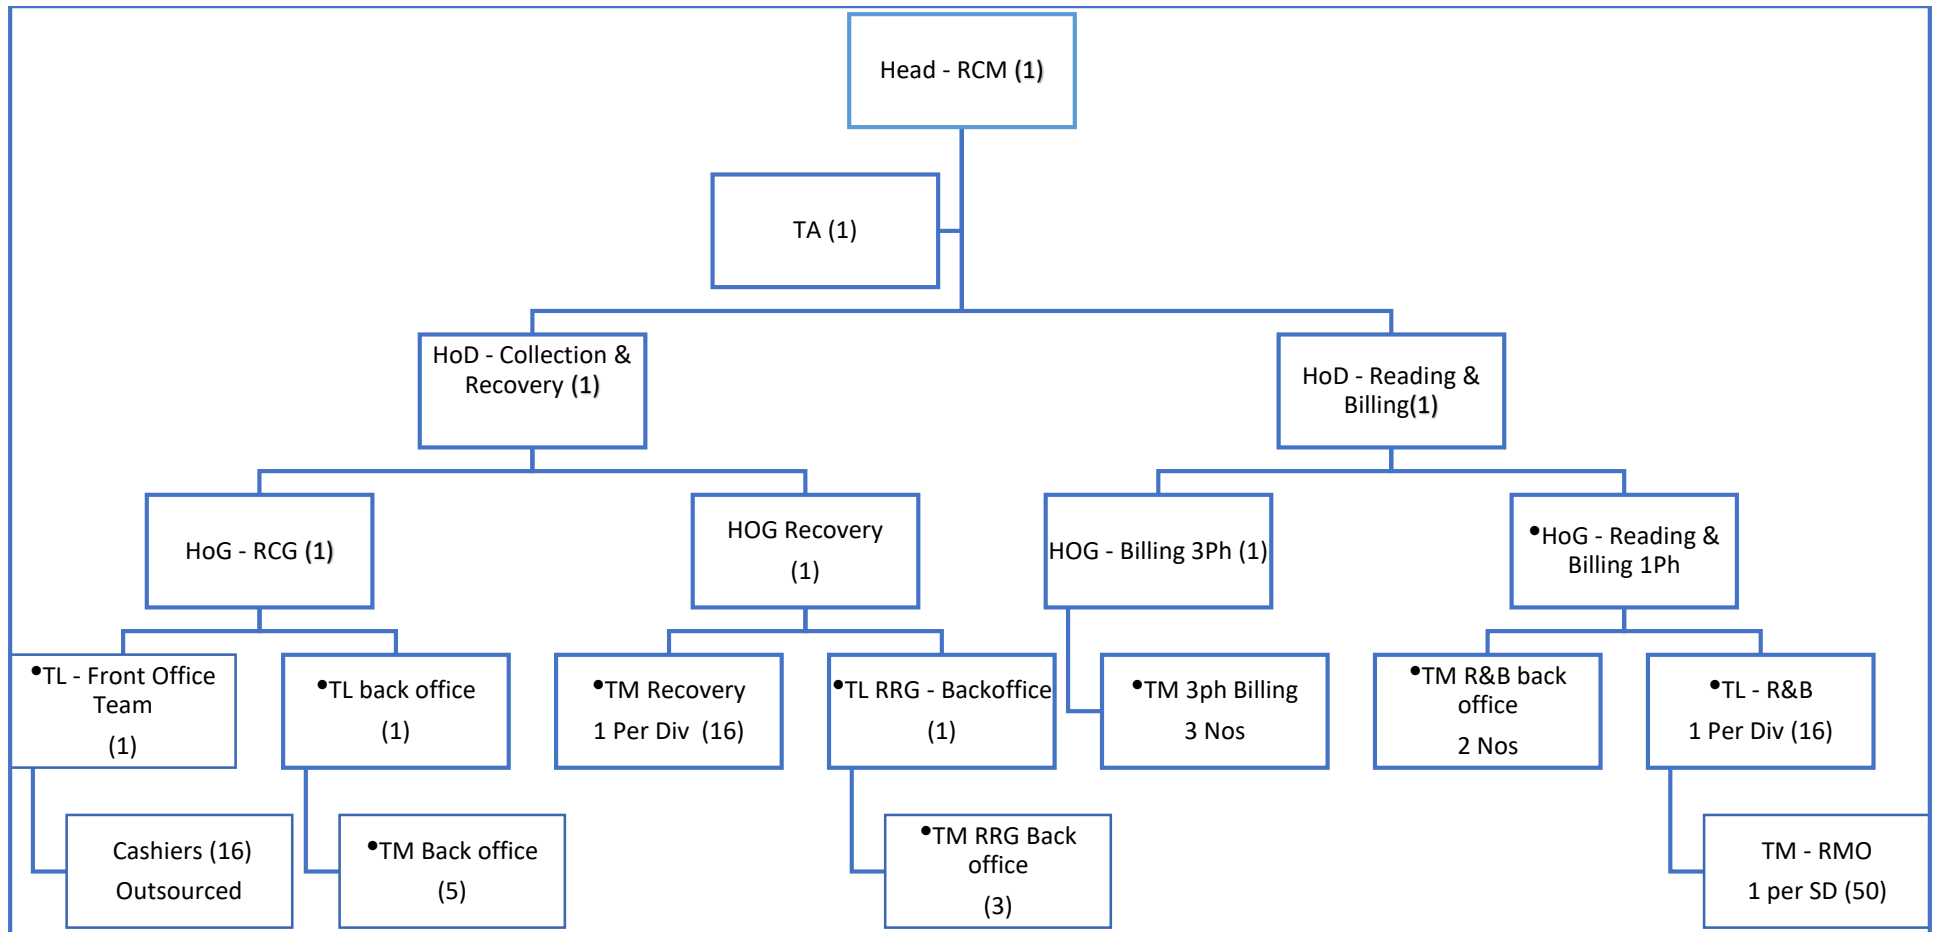 Head - RCM (1)
TA (1)
HoD - Collection &
Recovery (1)
HoD - Reading &
Billing(1)
HoG - RCG (1)
HOG Recovery
(1)
HOG - Billing 3Ph (1)
•HoG - Reading &
Billing 1Ph
•TL - Front Office
Team
(1)
•TL back office
(1)
•TM Recovery
1 Per Div  (16)
•TL RRG - Backoffice
(1)
•TM 3ph Billing
3 Nos
•TM R&B back
office
2 Nos
•TL - R&B
1 Per Div (16)
Cashiers (16)
Outsourced
•TM Back office
(5)
•TM RRG Back
office
(3)
TM - RMO
1 per SD (50)